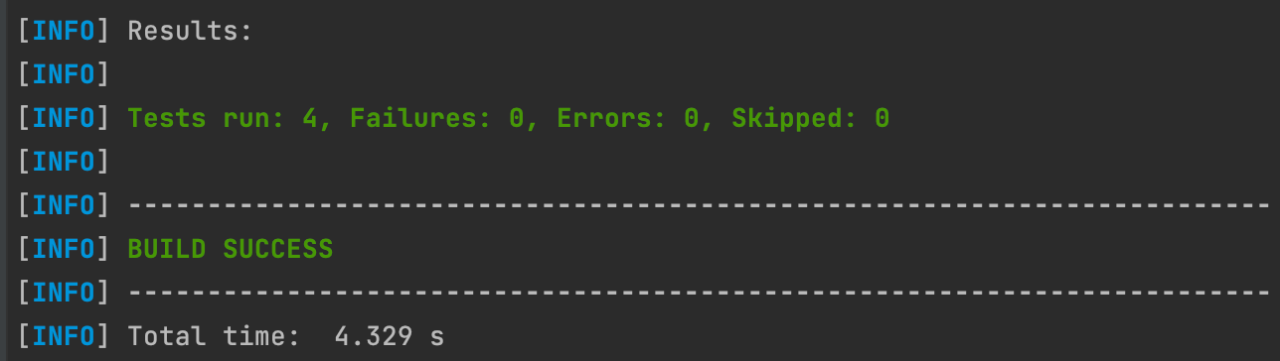 [INFO] Results:
[INFO]
[INFO] Tests run: 4, Failures: 0, Errors: 0, Skipped: 0
[INFO]
[INFO] ------------------------------------------------------------------------
[INFO] BUILD SUCCESS
[INFO] ------------------------------------------------------------------------
[INFO] Total time:  4.329 s